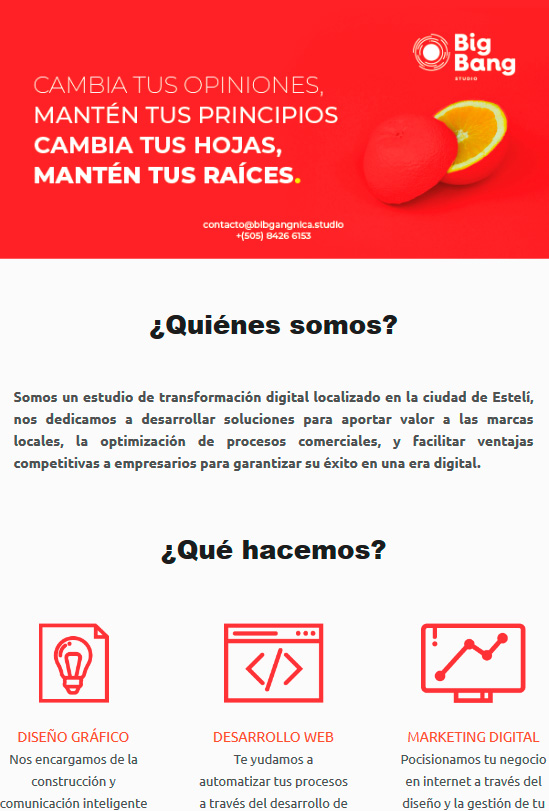 Big
Bang
STUDIO
CAMBIA TUS OPINIONES,
MANTÉN TUS PRINCIPIOS
CAMBIA TUS HOJAS,
MANTÉN TUS RAÍCES.
contacto@bibgangnica.studio
+(505) 8426 6153
¿Quiénes somos?
Somos un estudio de transformación digital localizado en la ciudad de Estelí,
nos dedicamos a desarrollar soluciones para aportar valor a las marcas
locales, la optimización de procesos comerciales, y facilitar ventajas
competitivas a empresarios para garantizar su éxito en una era digital.
¿Qué hacemos?
DISEÑO GRÁFICO
Nos encargamos de la
construcción y
comunicación inteligente
DESARROLLO WEB
Te yudamos a
automatizar tus procesos
a través del desarrollo de
MARKETING DIGITAL
Pocisionamos tu negocio
en internet a través del
diseño y la gestión de tu